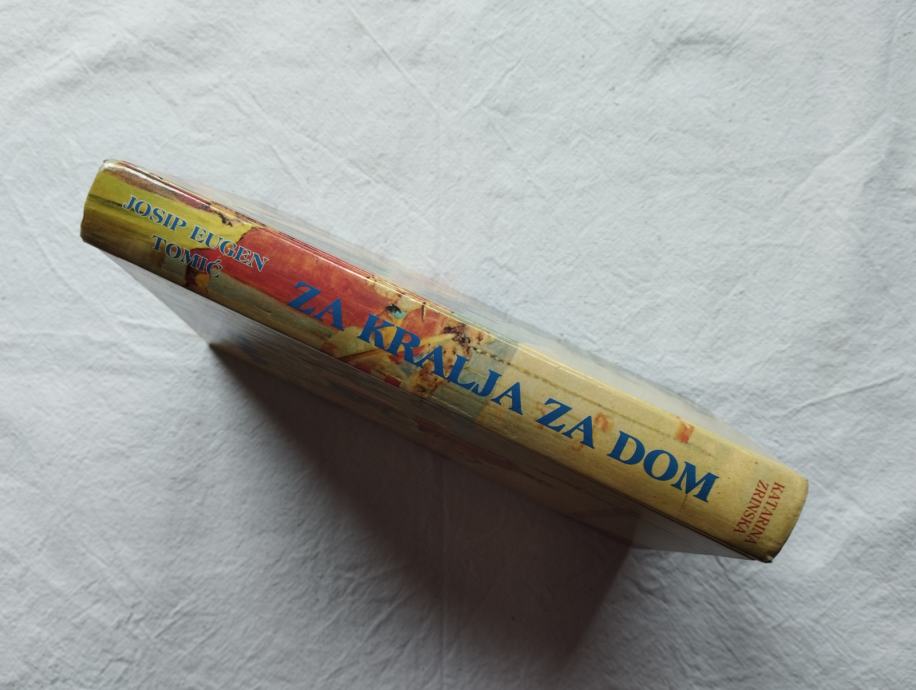 JOSIP EUGEN
TOMIĆ
ZA KRALJA ZA DOM
KATARINA
ZRINSKA